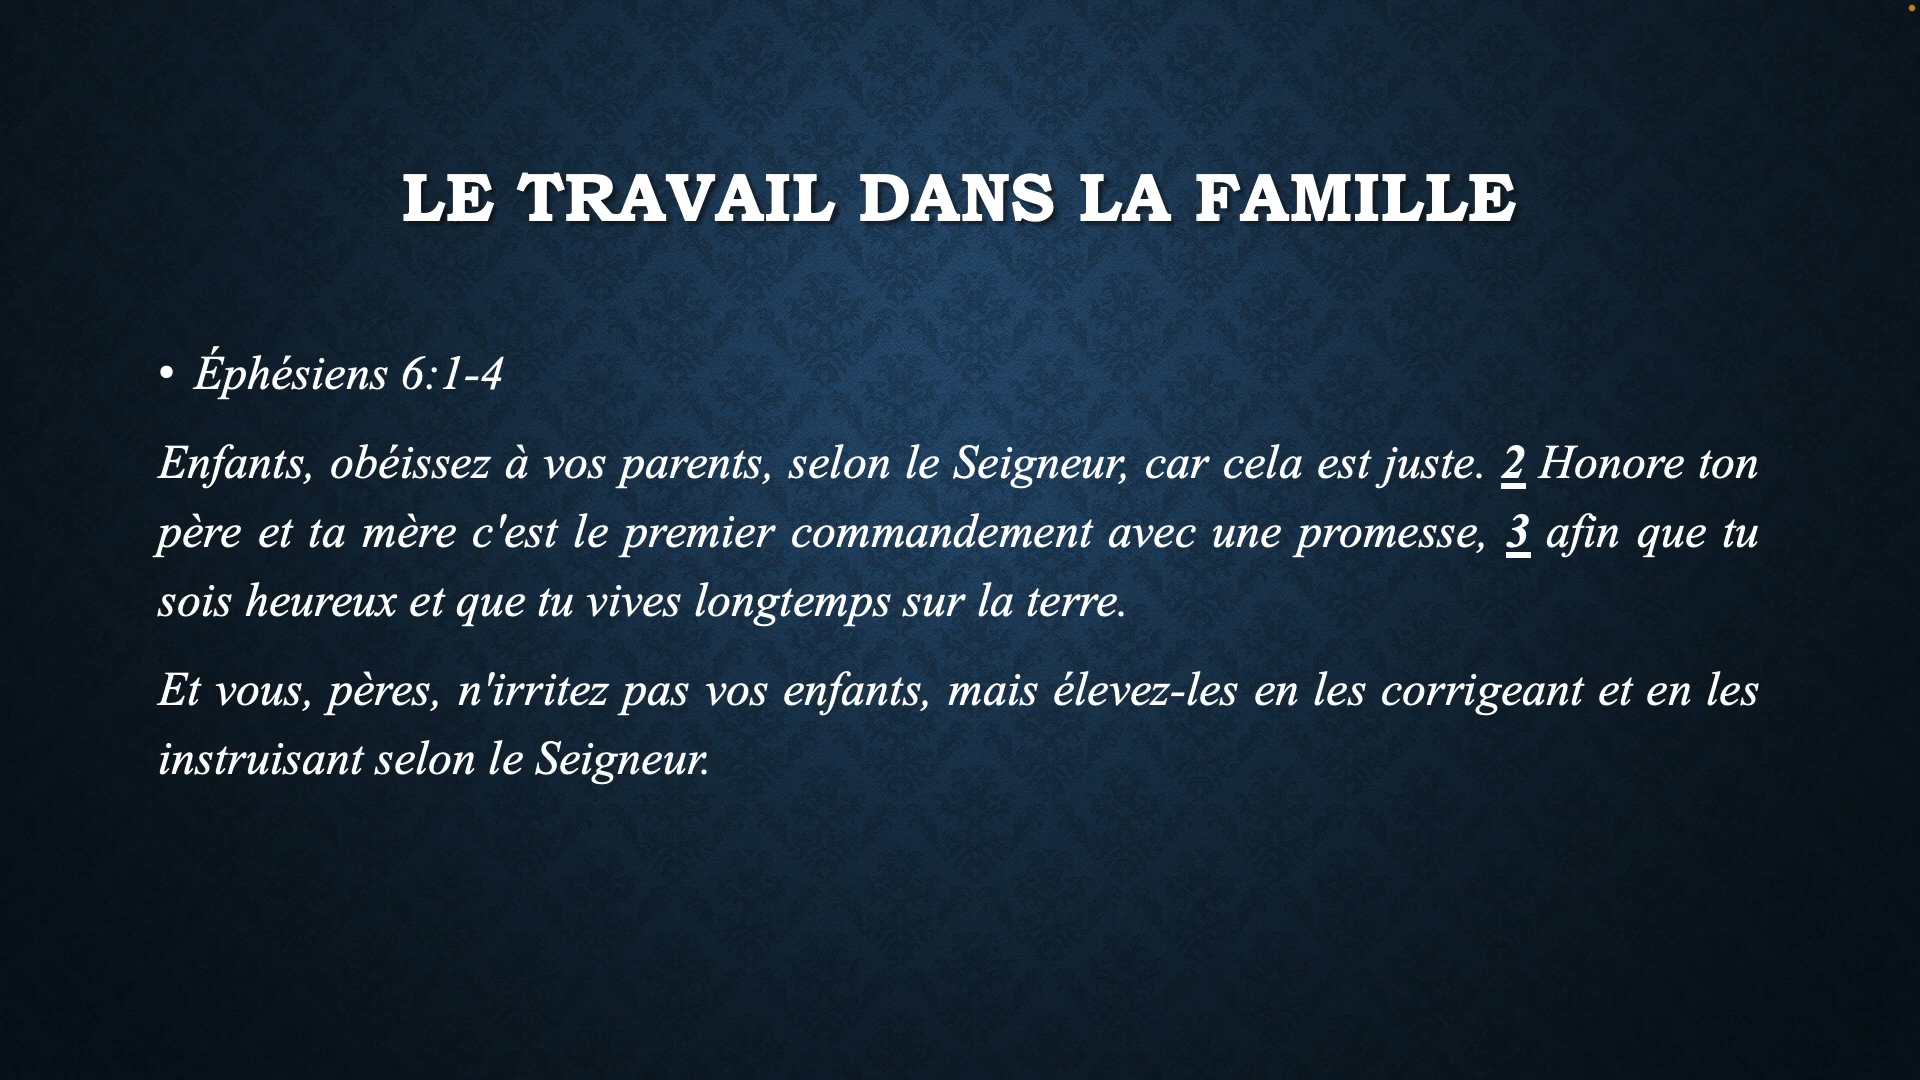 LE TRAVAIL DANS LA FAMILLE
• Éphésiens 6:1-4
Enfants, obéissez à vos parents, selon le Seigneur, car cela est juste. 2 Honore ton
père et ta mère c'est le premier commandement avec une promesse, 3 afin que tu
sois heureux et que tu vives longtemps sur la terre.
Et vous, pères, n'irritez pas vos enfants, mais élevez-les en les corrigeant et en les
instruisant selon le Seigneur.